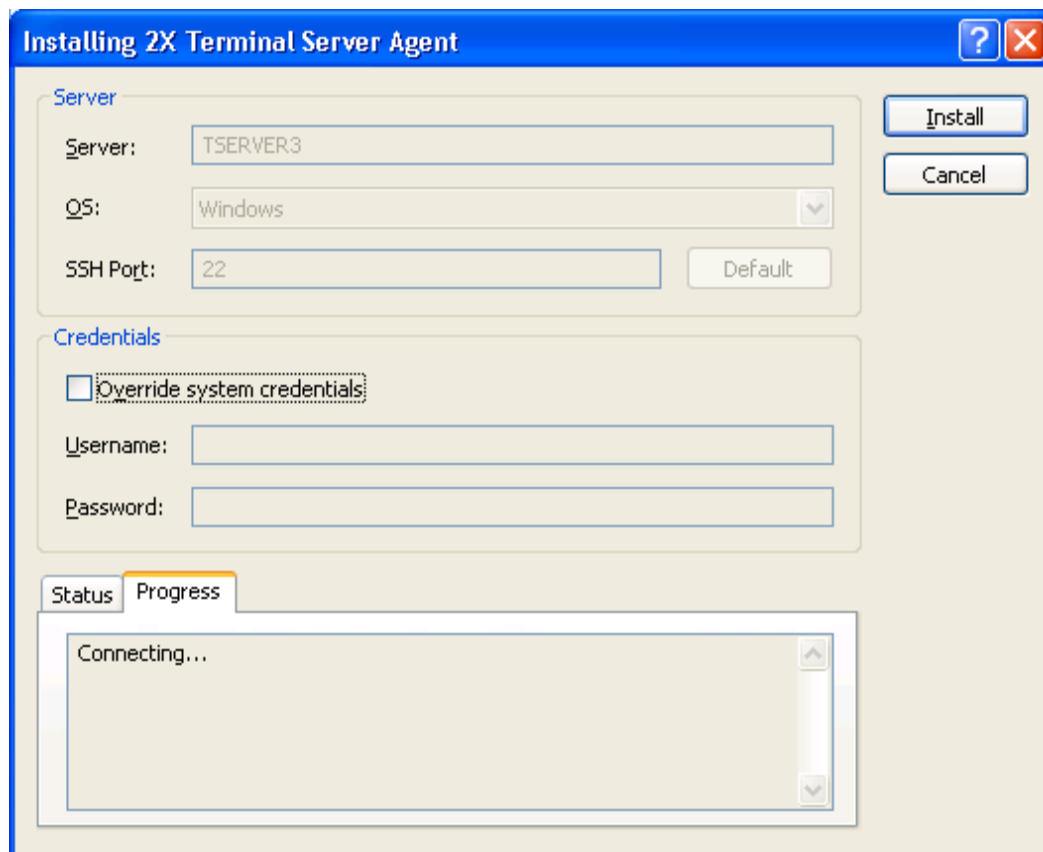 Installing 2X Terminal Server Agent
Server
Server: TSERVER3
Install
OS: Windows
Cancel
SSH Port: 22 Default
Credentials
Override system credentials
Username:
Password:
Status Progress
Connecting...